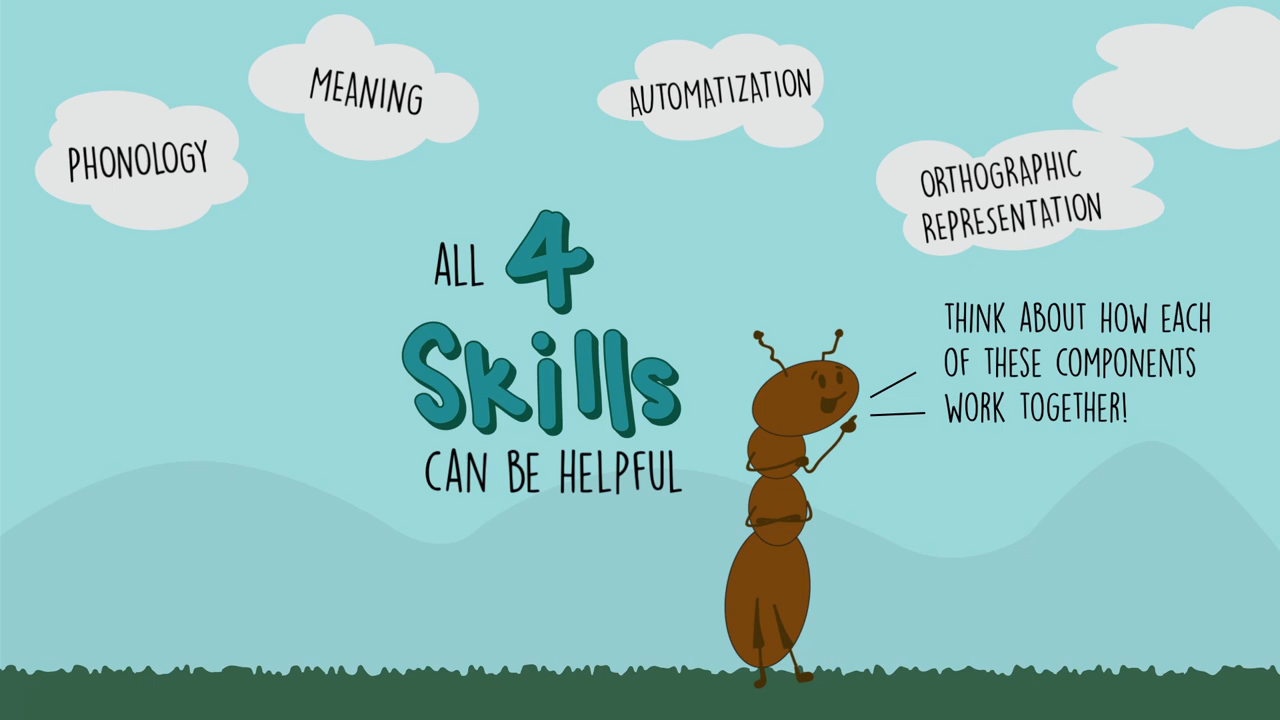 PHONOLOGY
MEANING
AUTOMATIZATION
ORTHOGRAPHIC
REPRESENTATION
ALL 4
Skills
CAN BE HELPFUL
THINK ABOUT HOW EACH
OF THESE COMPONENTS
WORK TOGETHER!